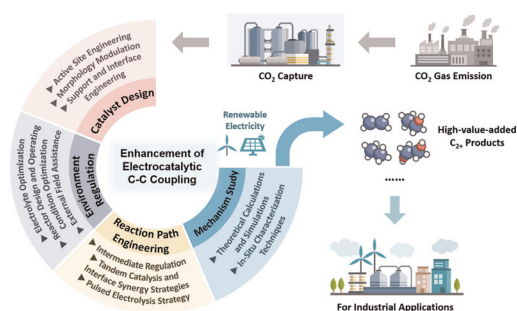 CO₂ Capture
CO₂ Gas Emission
▶ Active Site Engineering
▶ Morphology Modulation
▶ Support and Interface
Engineering
Catalyst Design
Renewable
Electricity
High-value-added
C₂₊ Products
......
Enhancement of
Electrocatalytic
C-C Coupling
Environment
Regulation
▶ Electrolyte Optimization
▶ Reactor Design and Operating
Condition Optimization
▶ External Field Assistance
Reaction Path
Engineering
▶ Intermediate Regulation
▶ Tandem Catalysis and
Interface Synergy Strategies
▶ Pulsed Electrolysis Strategy
Mechanism Study
▶ Theoretical Calculations
and Simulations
▶ In-Situ Characterization
Techniques
For Industrial Applications